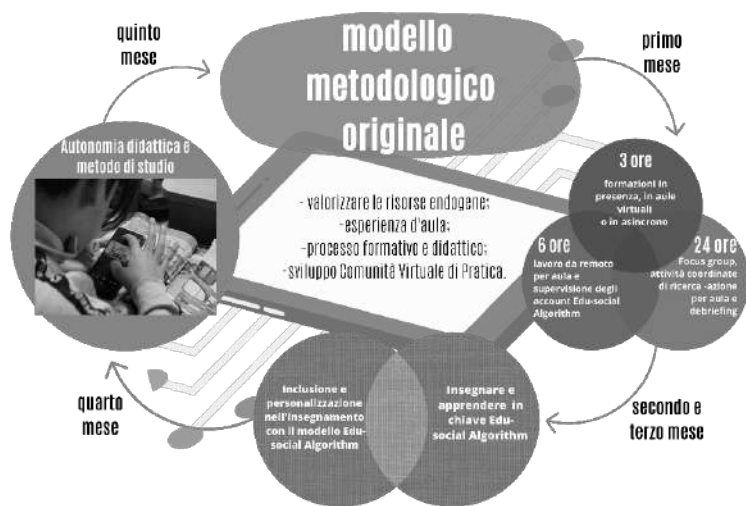 modello
metodologico
originale
primo
mese
3 ore
formazioni in
presenza, in aule
virtuali
o in asincrono
6 ore
lavoro da remoto
per aula e
supervisione degli
account Edu-social
Algorithm
24 ore
Focus group,
attività coordinate
di ricerca -azione
per aula e
debriefing
secondo e
terzo mese
Insegnare e
apprendere in
chiave Edu-
social Algorithm
Inclusione e
personalizzazione
nell'insegnamento
con il modello Edu-
social Algorithm
quarto
mese
Autonomia didattica e
metodo di studio
quinto
mese
- valorizzare le risorse endogene;
-esperienza d'aula;
-processo formativo e didattico;
-sviluppo Comunità Virtuale di Pratica.